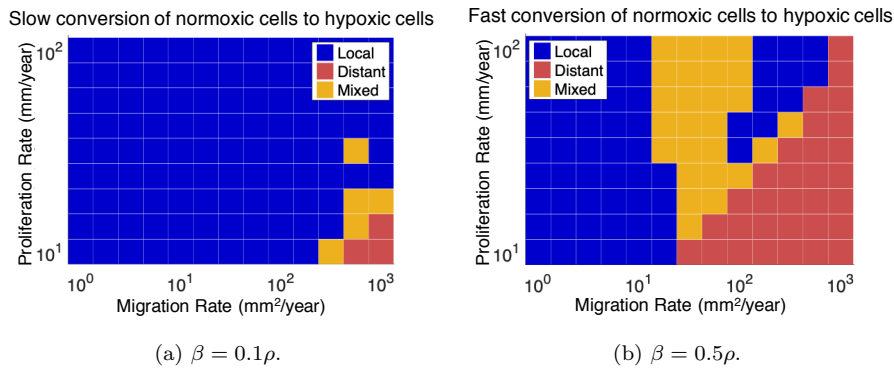 Slow conversion of normoxic cells to hypoxic cells
Fast conversion of normoxic cells to hypoxic cells
Proliferation Rate (mm/year)
10²
10¹
Local
Distant
Mixed
10⁰ 10¹ 10² 10³
Migration Rate (mm²/year)
Proliferation Rate (mm/year)
10²
10¹
Local
Distant
Mixed
10⁰ 10¹ 10² 10³
Migration Rate (mm²/year)
(a) β = 0.1ρ.
(b) β = 0.5ρ.